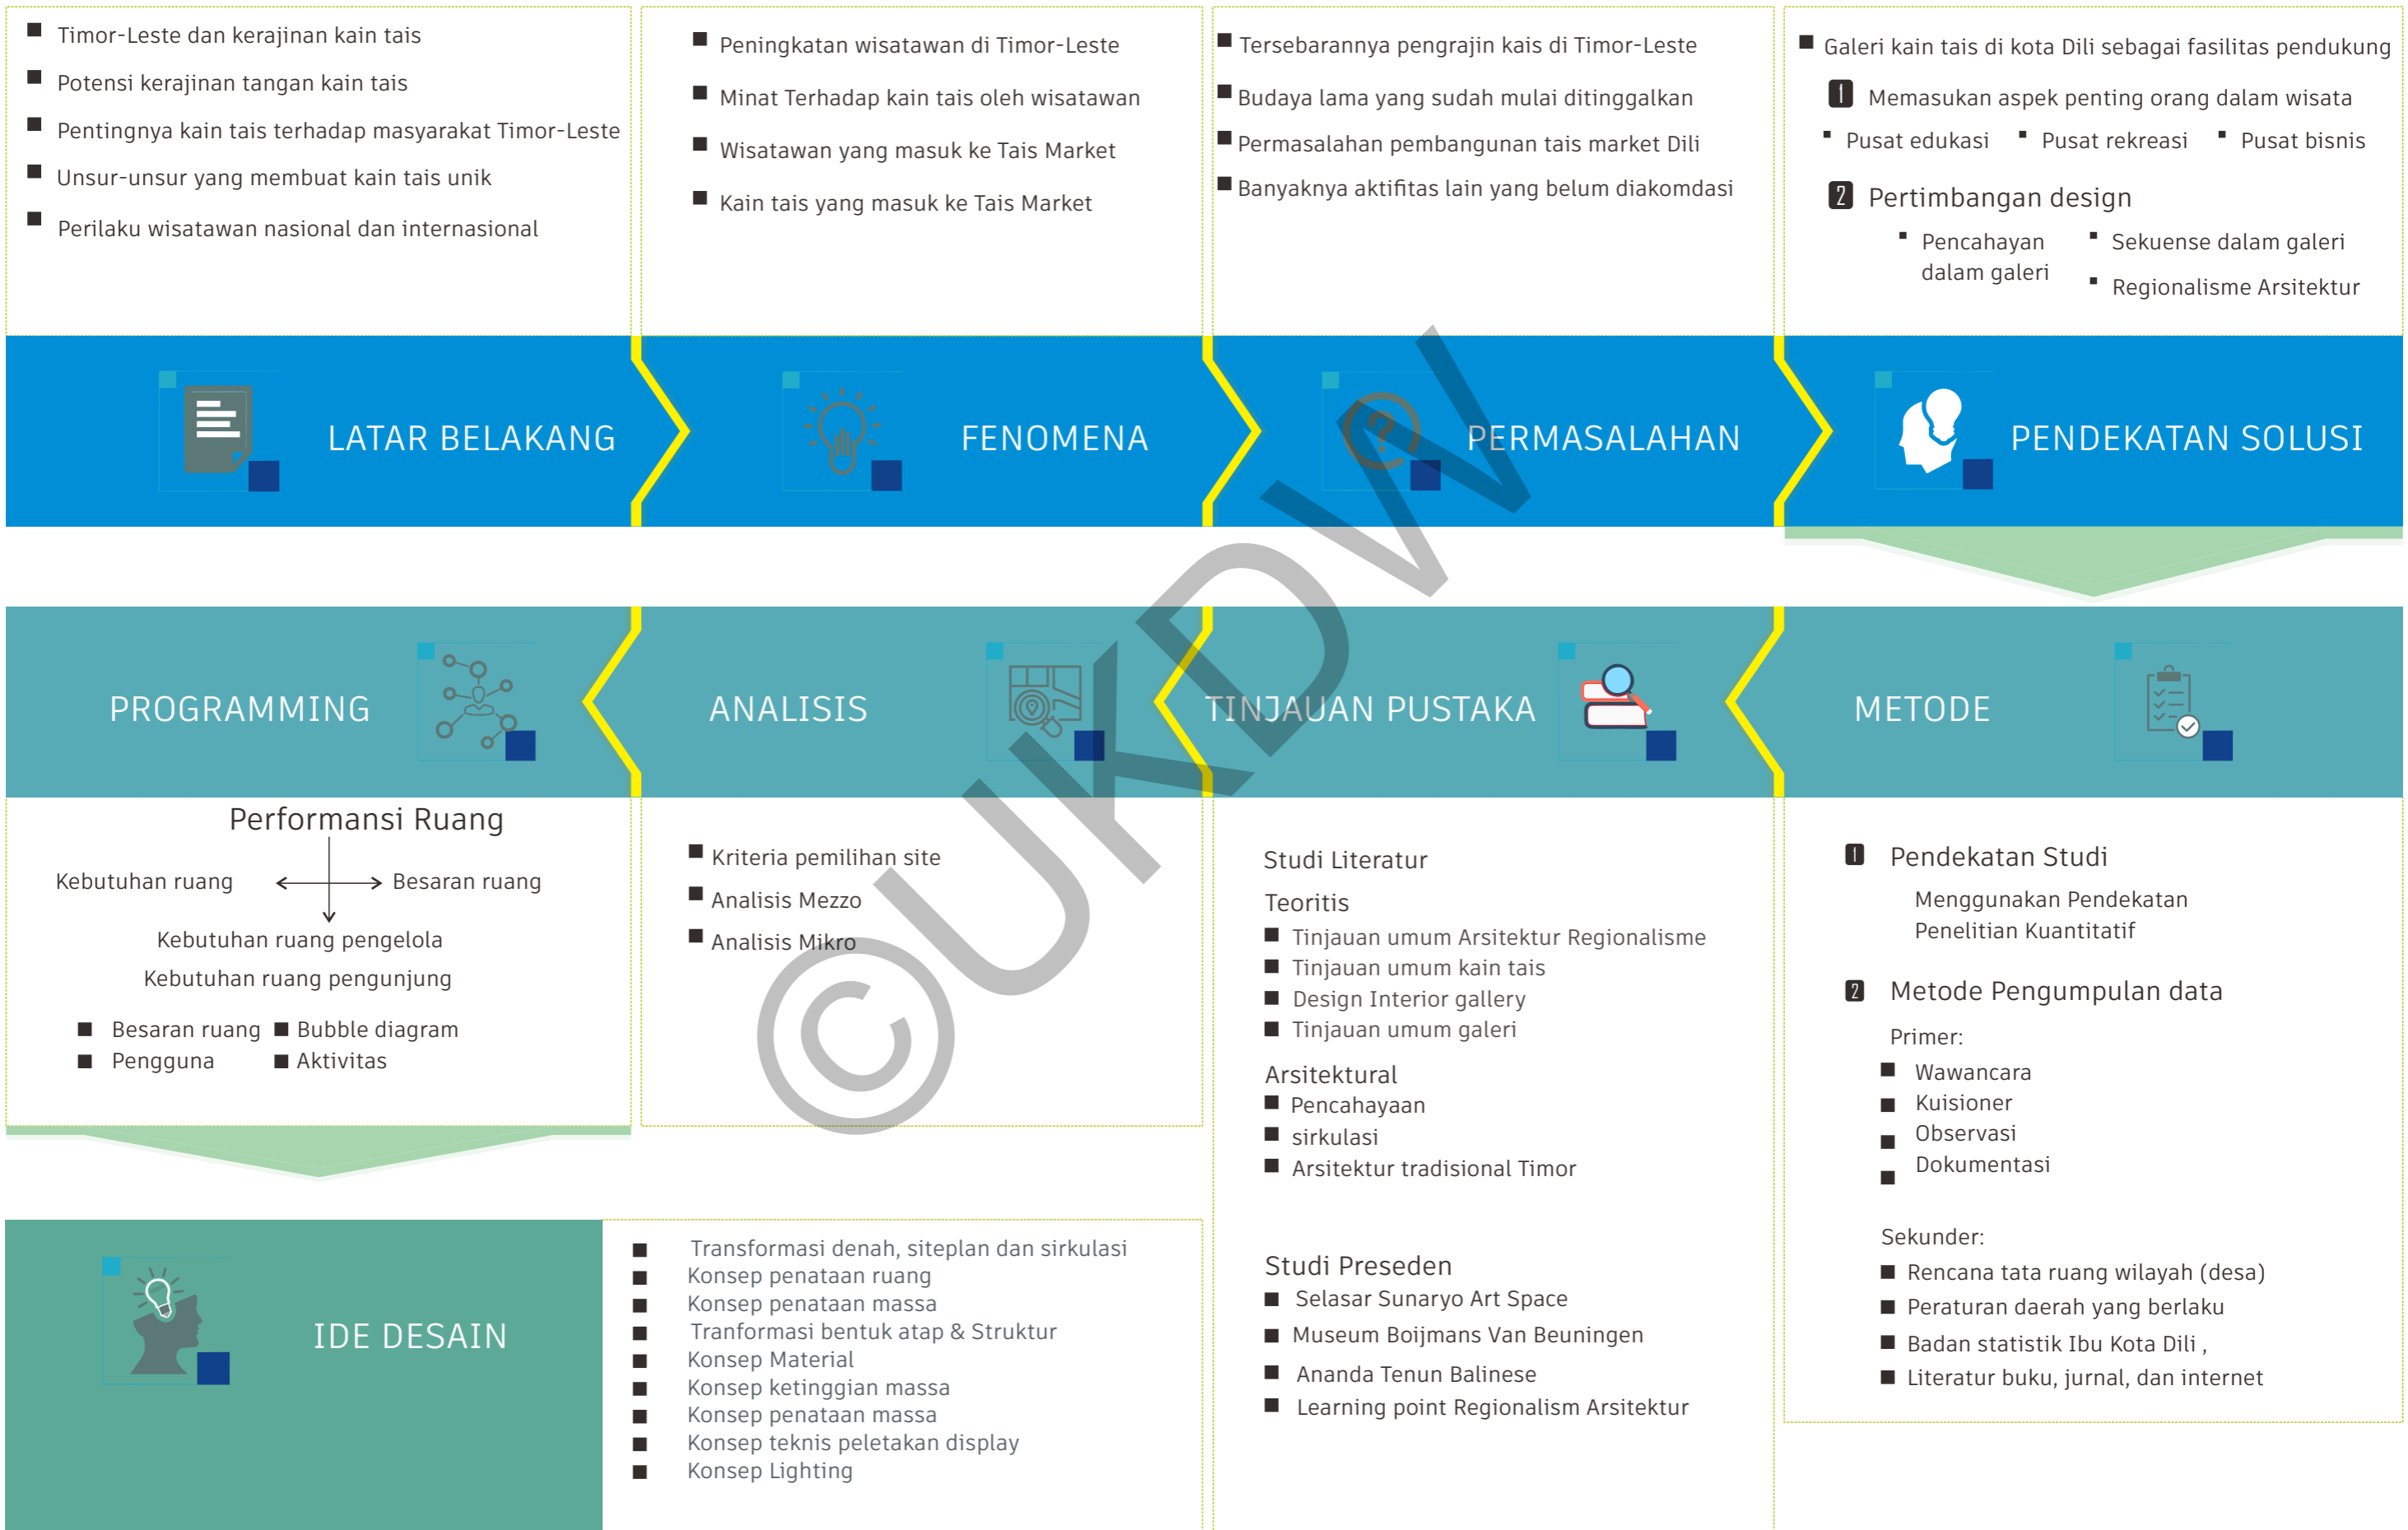 Timor-Leste dan kerajinan kain tais
Potensi kerajinan tangan kain tais
Pentingnya kain tais terhadap masyarakat Timor-Leste
Unsur-unsur yang membuat kain tais unik
Perilaku wisatawan nasional dan internasional
LATAR BELAKANG
Peningkatan wisatawan di Timor-Leste
Minat Terhadap kain tais oleh wisatawan
Wisatawan yang masuk ke Tais Market
Kain tais yang masuk ke Tais Market
FENOMENA
Tersebarannya pengrajin kais di Timor-Leste
Budaya lama yang sudah mulai ditinggalkan
Permasalahan pembangunan tais market Dili
Banyaknya aktifitas lain yang belum diakomdasi
PERMASALAHAN
Galeri kain tais di kota Dili sebagai fasilitas pendukung
1 Memasukan aspek penting orang dalam wisata
Pusat edukasi Pusat rekreasi Pusat bisnis
2 Pertimbangan design
Pencahayan
dalam galeri
Sekuense dalam galeri
Regionalisme Arsitektur
PENDEKATAN SOLUSI
METODE
1 Pendekatan Studi
Menggunakan Pendekatan
Penelitian Kuantitatif
2 Metode Pengumpulan data
Primer:
Wawancara
Kuisioner
Observasi
Dokumentasi
Sekunder:
Rencana tata ruang wilayah (desa)
Peraturan daerah yang berlaku
Badan statistik Ibu Kota Dili ,
Literatur buku, jurnal, dan internet
TINJAUAN PUSTAKA
Studi Literatur
Teoritis
Tinjauan umum Arsitektur Regionalisme
Tinjauan umum kain tais
Design Interior gallery
Tinjauan umum galeri
Arsitektural
Pencahayaan
sirkulasi
Arsitektur tradisional Timor
Studi Preseden
Selasar Sunaryo Art Space
Museum Boijmans Van Beuningen
Ananda Tenun Balinese
Learning point Regionalism Arsitektur
ANALISIS
Kriteria pemilihan site
Analisis Mezzo
Analisis Mikro
PROGRAMMING
Performansi Ruang
Kebutuhan ruang Besaran ruang
Kebutuhan ruang pengelola
Kebutuhan ruang pengunjung
Besaran ruang Bubble diagram
Pengguna Aktivitas
IDE DESAIN
Transformasi denah, siteplan dan sirkulasi
Konsep penataan ruang
Konsep penataan massa
Tranformasi bentuk atap & Struktur
Konsep Material
Konsep ketinggian massa
Konsep penataan massa
Konsep teknis peletakan display
Konsep Lighting
©UKDW